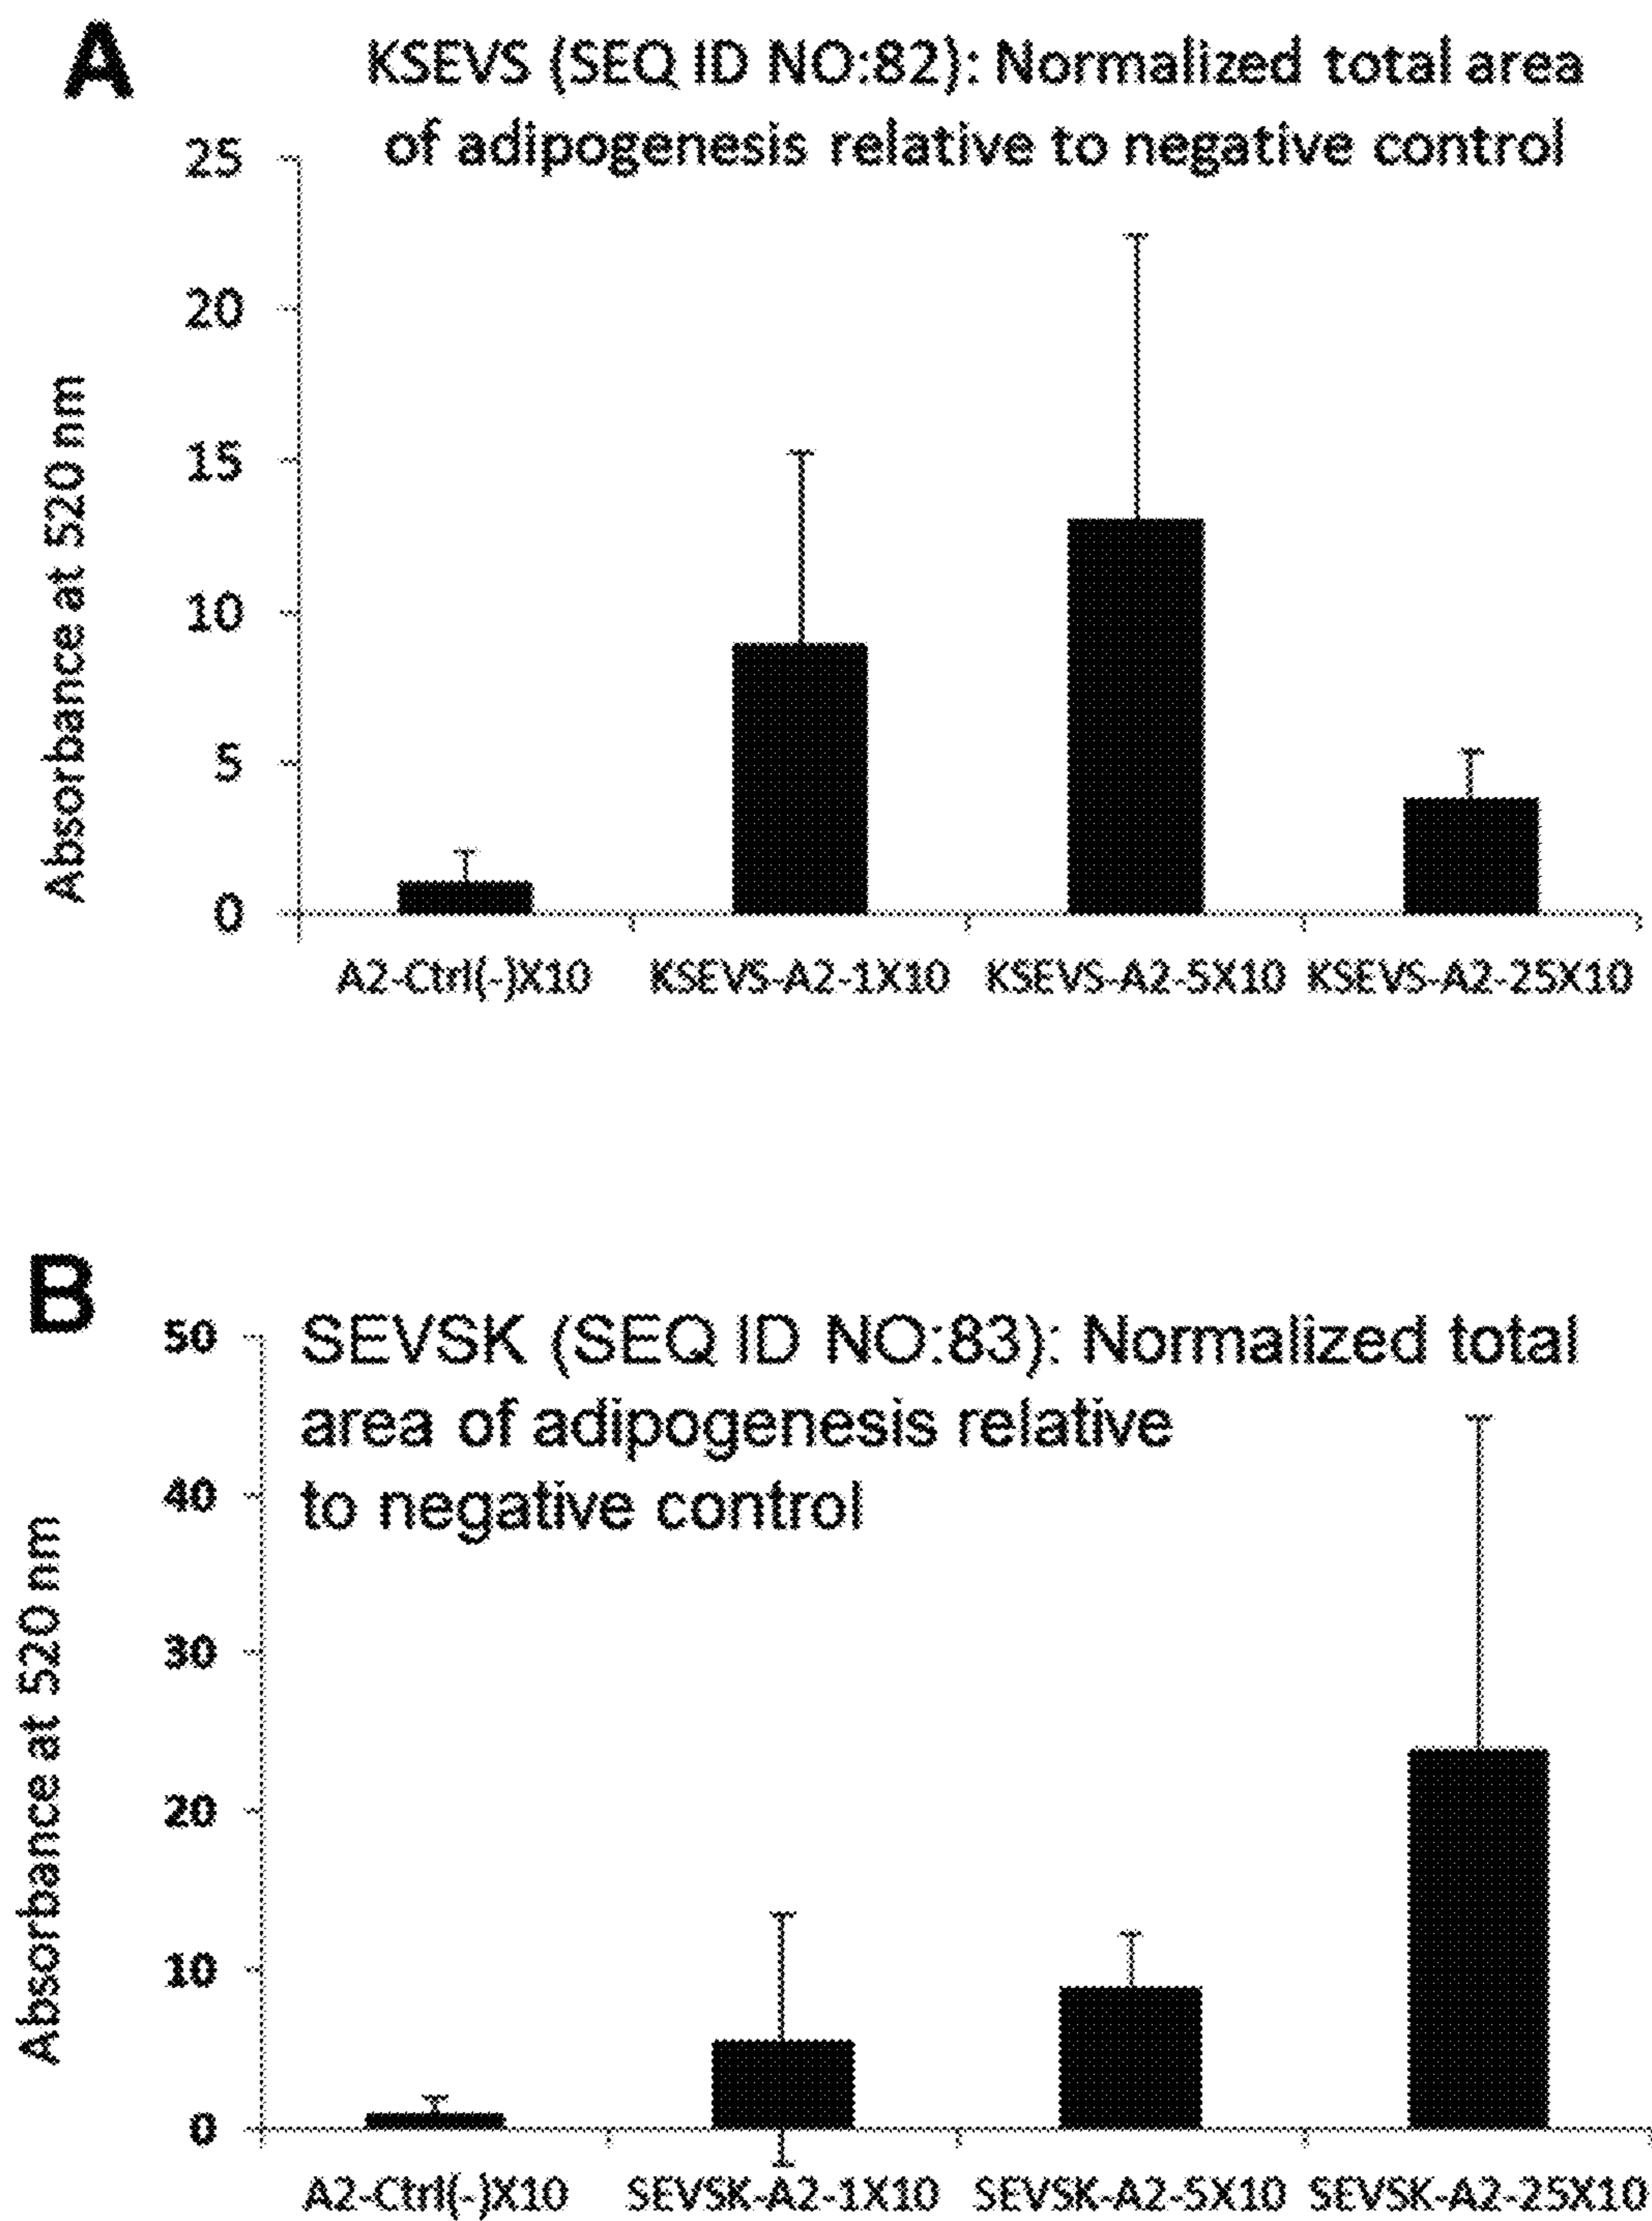 A
KSEVS (SEQ ID NO:82): Normalized total area
of adipogenesis relative to negative control
Absorbance at 520 nm
25
20
15
10
5
0
A2-Ctrl(-)X10 KSEVS-A2-1X10 KSEVS-A2-5X10 KSEVS-A2-25X10
B
SEVSK (SEQ ID NO:83): Normalized total
area of adipogenesis relative
to negative control
Absorbance at 520 nm
50
40
30
20
10
0
A2-Ctrl(-)X10 SEVSK-A2-1X10 SEVSK-A2-5X10 SEVSK-A2-25X10